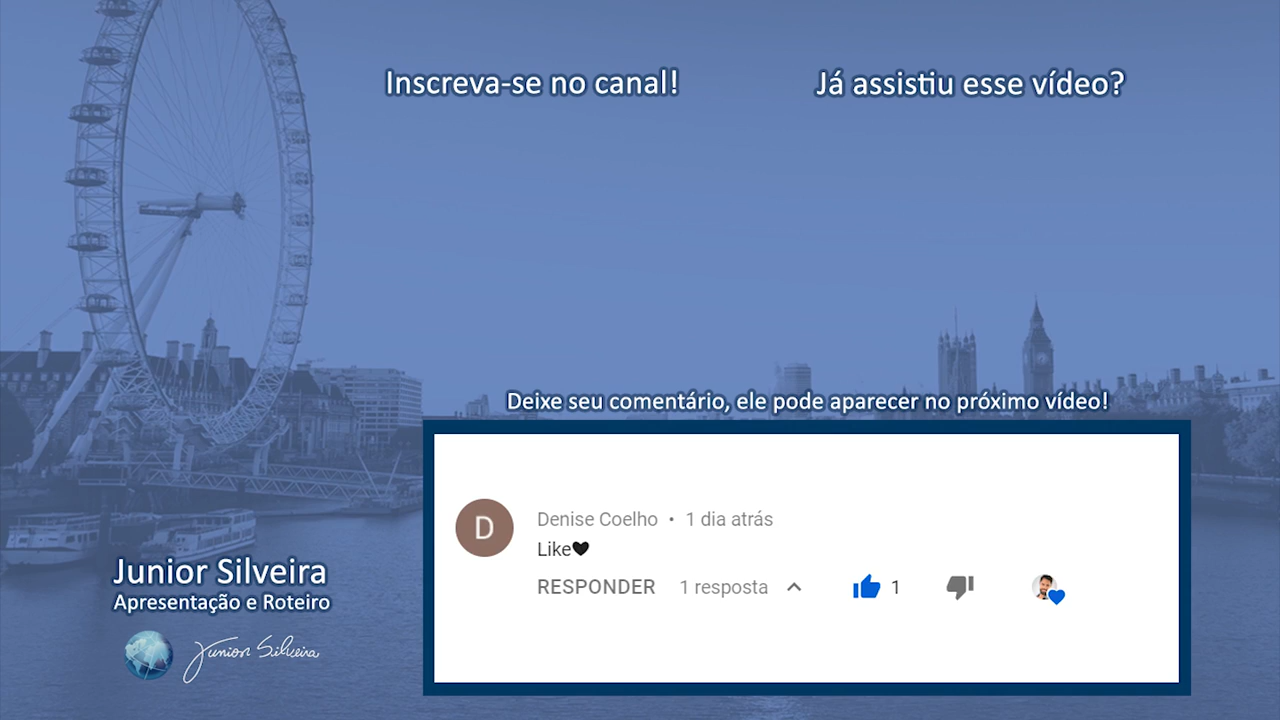 Inscreva-se no canal!
Já assistiu esse vídeo?
Deixe seu comentário, ele pode aparecer no próximo vídeo!
D
Denise Coelho • 1 dia atrás
Like🖤
RESPONDER 1 resposta 1
Junior Silveira
Apresentação e Roteiro
Junior Silveira